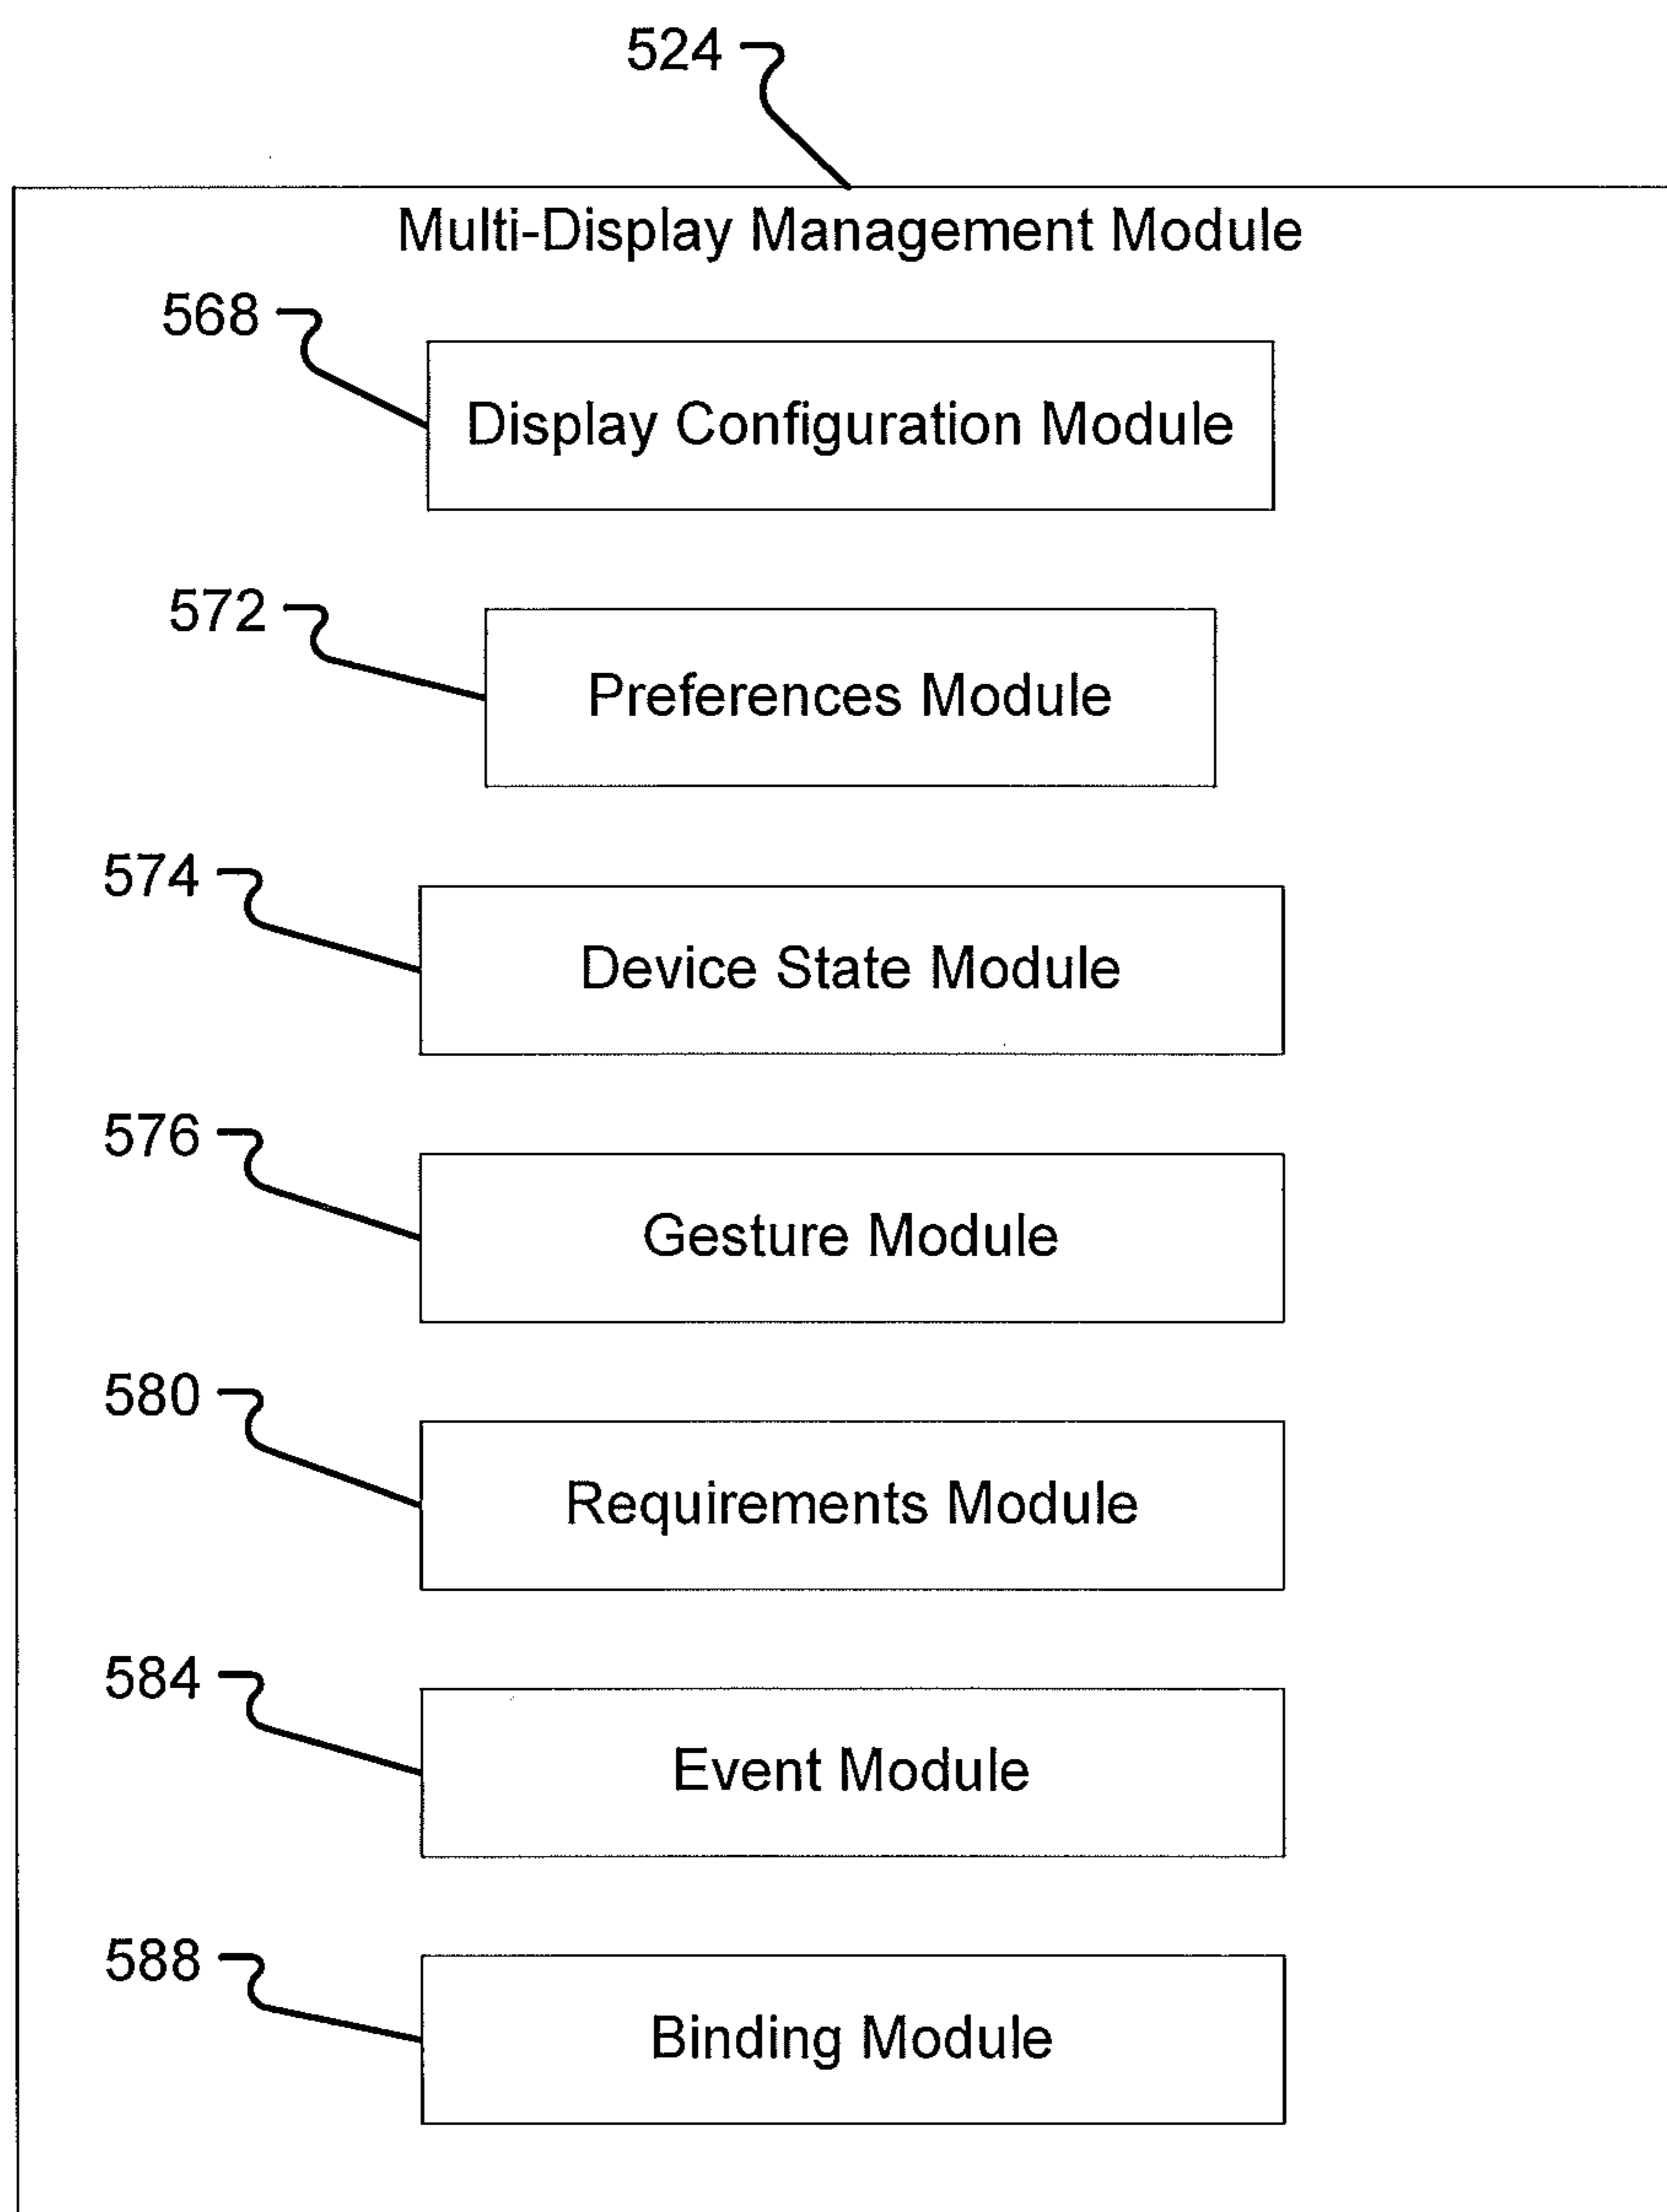 524
Multi-Display Management Module
568
Display Configuration Module
572
Preferences Module
574
Device State Module
576
Gesture Module
580
Requirements Module
584
Event Module
588
Binding Module